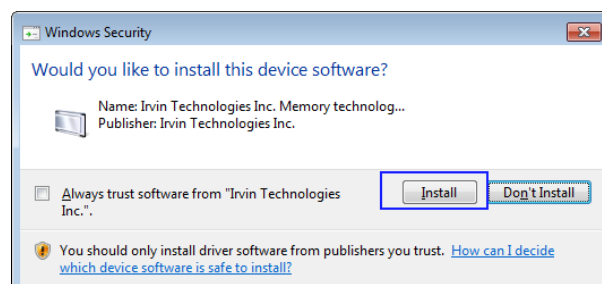 Windows Security
Would you like to install this device software?
Name: Irvin Technologies Inc. Memory technolog...
Publisher: Irvin Technologies Inc.
Always trust software from "Irvin Technologies
Inc.".
Install
Don't Install
You should only install driver software from publishers you trust. How can I decide
which device software is safe to install?